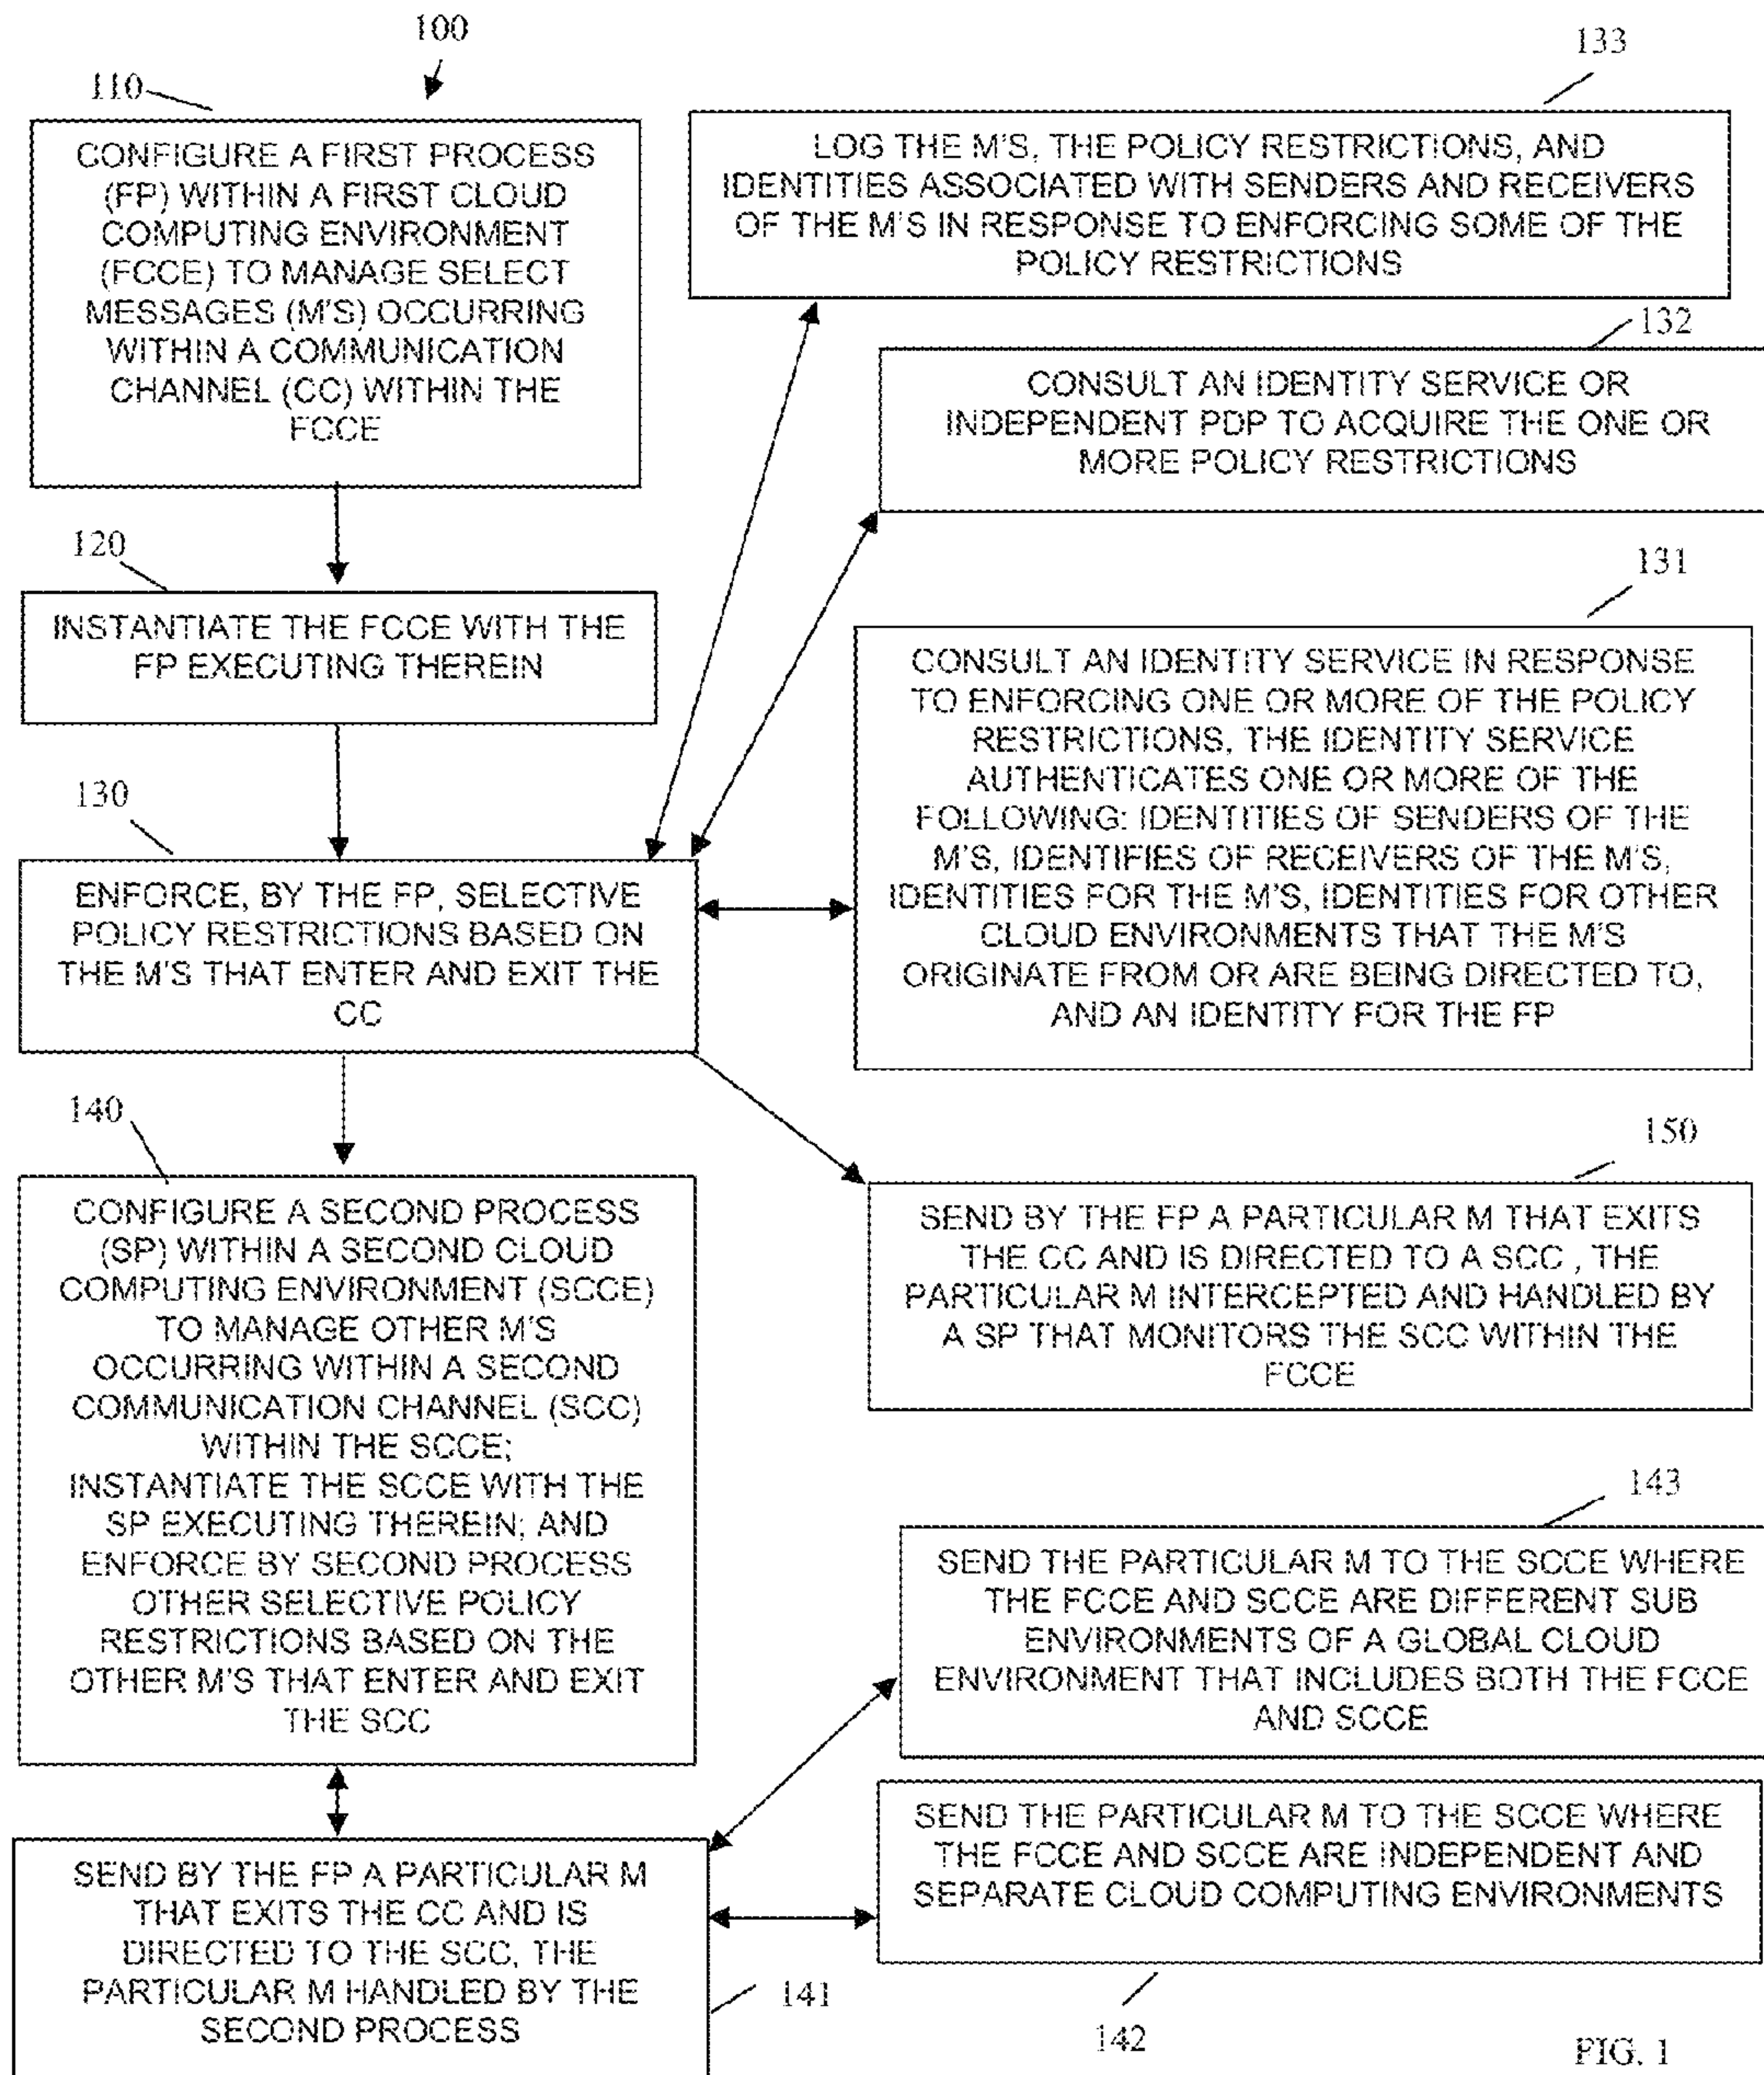 100
110
CONFIGURE A FIRST PROCESS
(FP) WITHIN A FIRST CLOUD
COMPUTING ENVIRONMENT
(FCCE) TO MANAGE SELECT
MESSAGES (M'S) OCCURRING
WITHIN A COMMUNICATION
CHANNEL (CC) WITHIN THE
FCCE
133
LOG THE M'S, THE POLICY RESTRICTIONS, AND
IDENTITIES ASSOCIATED WITH SENDERS AND RECEIVERS
OF THE M'S IN RESPONSE TO ENFORCING SOME OF THE
POLICY RESTRICTIONS
132
CONSULT AN IDENTITY SERVICE OR
INDEPENDENT PDP TO ACQUIRE THE ONE OR
MORE POLICY RESTRICTIONS
120
INSTANTIATE THE FCCE WITH THE
FP EXECUTING THEREIN
131
CONSULT AN IDENTITY SERVICE IN RESPONSE
TO ENFORCING ONE OR MORE OF THE POLICY
RESTRICTIONS, THE IDENTITY SERVICE
AUTHENTICATES ONE OR MORE OF THE
FOLLOWING: IDENTITIES OF SENDERS OF THE
M'S, IDENTIFIES OF RECEIVERS OF THE M'S,
IDENTITIES FOR THE M'S, IDENTITIES FOR OTHER
CLOUD ENVIRONMENTS THAT THE M'S
ORIGINATE FROM OR ARE BEING DIRECTED TO,
AND AN IDENTITY FOR THE FP
130
ENFORCE, BY THE FP, SELECTIVE
POLICY RESTRICTIONS BASED ON
THE M'S THAT ENTER AND EXIT THE
CC
140
CONFIGURE A SECOND PROCESS
(SP) WITHIN A SECOND CLOUD
COMPUTING ENVIRONMENT (SCCE)
TO MANAGE OTHER M'S
OCCURRING WITHIN A SECOND
COMMUNICATION CHANNEL (SCC)
WITHIN THE SCCE;
INSTANTIATE THE SCCE WITH THE
SP EXECUTING THEREIN; AND
ENFORCE BY SECOND PROCESS
OTHER SELECTIVE POLICY
RESTRICTIONS BASED ON THE
OTHER M'S THAT ENTER AND EXIT
THE SCC
150
SEND BY THE FP A PARTICULAR M THAT EXITS
THE CC AND IS DIRECTED TO A SCC , THE
PARTICULAR M INTERCEPTED AND HANDLED BY
A SP THAT MONITORS THE SCC WITHIN THE
FCCE
143
SEND THE PARTICULAR M TO THE SCCE WHERE
THE FCCE AND SCCE ARE DIFFERENT SUB
ENVIRONMENTS OF A GLOBAL CLOUD
ENVIRONMENT THAT INCLUDES BOTH THE FCCE
AND SCCE
SEND THE PARTICULAR M TO THE SCCE WHERE
THE FCCE AND SCCE ARE INDEPENDENT AND
SEPARATE CLOUD COMPUTING ENVIRONMENTS
142
SEND BY THE FP A PARTICULAR M
THAT EXITS THE CC AND IS
DIRECTED TO THE SCC, THE
PARTICULAR M HANDLED BY THE
SECOND PROCESS
141
FIG. 1